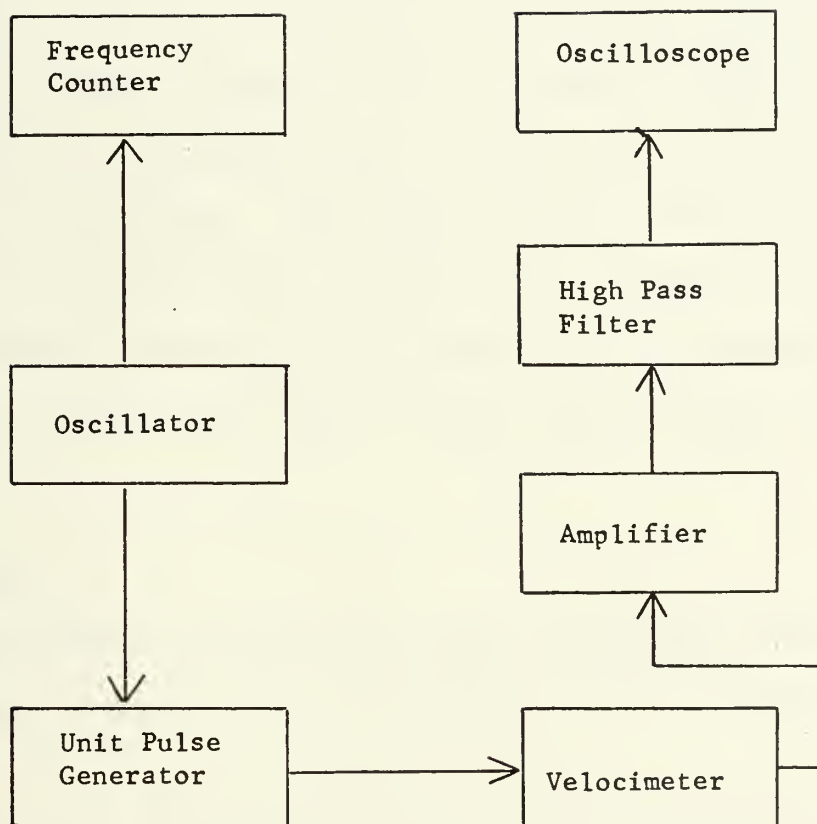 Frequency
Counter
Oscilloscope
High Pass
Filter
Oscillator
Amplifier
Unit Pulse
Generator
Velocimeter